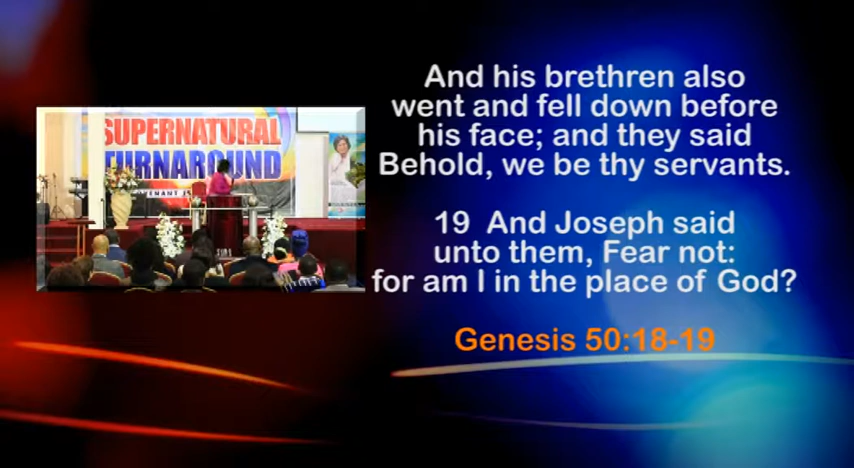 And his brethren also
went and fell down before
his face; and they said
Behold, we be thy servants.
19 And Joseph said
unto them, Fear not:
for am I in the place of God?
Genesis 50:18-19
SUPERNATURAL
TURNAROUND